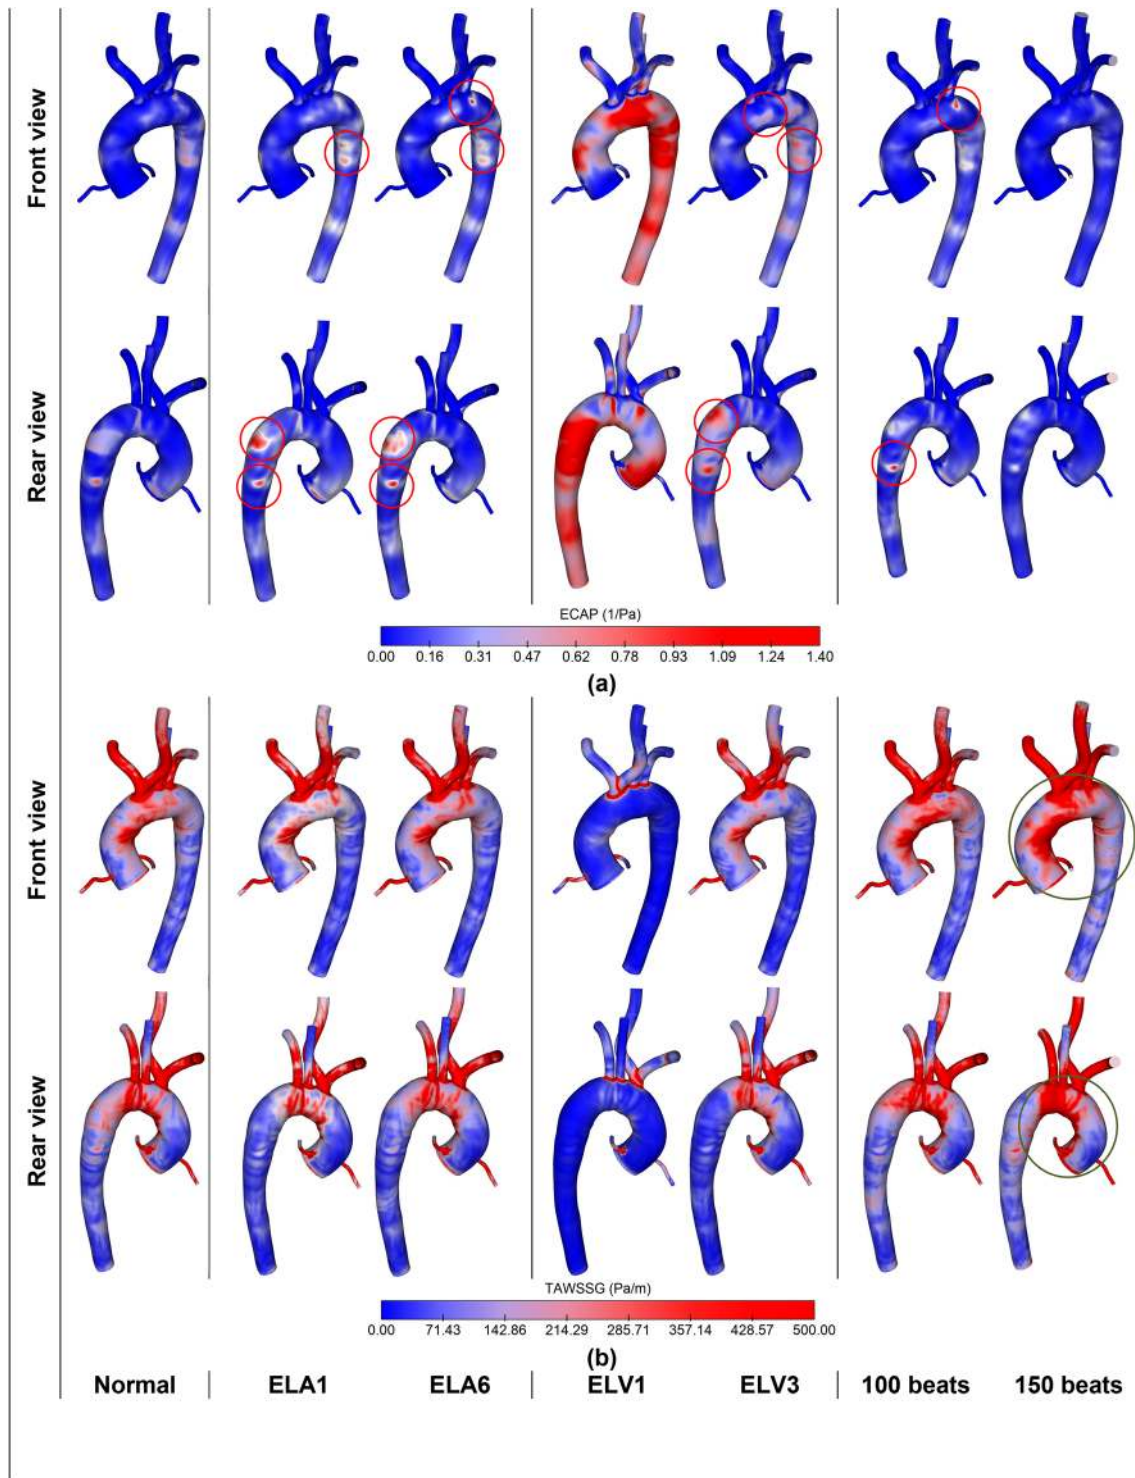 Front view
Rear view
ECAP (1/Pa)
0.00 0.16 0.31 0.47 0.62 0.78 0.93 1.09 1.24 1.40
(a)
Front view
Rear view
TAWSSG (Pa/m)
0.00 71.43 142.86 214.29 285.71 357.14 428.57 500.00
(b)
Normal ELA1 ELA6 ELV1 ELV3 100 beats 150 beats